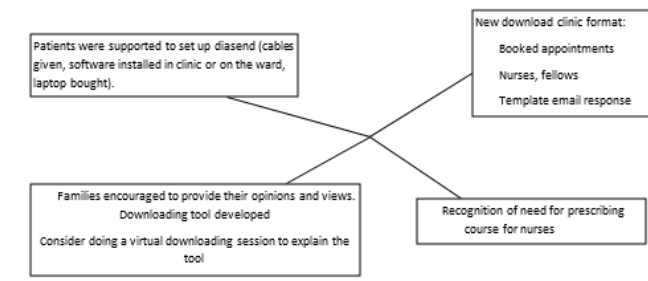 Patients were supported to set up diasend (cables
given, software installed in clinic or on the ward,
laptop bought).
New download clinic format:
Booked appointments
Nurses, fellows
Template email response
Families encouraged to provide their opinions and views.
Downloading tool developed
Consider doing a virtual downloading session to explain the
tool
Recognition of need for prescribing
course for nurses